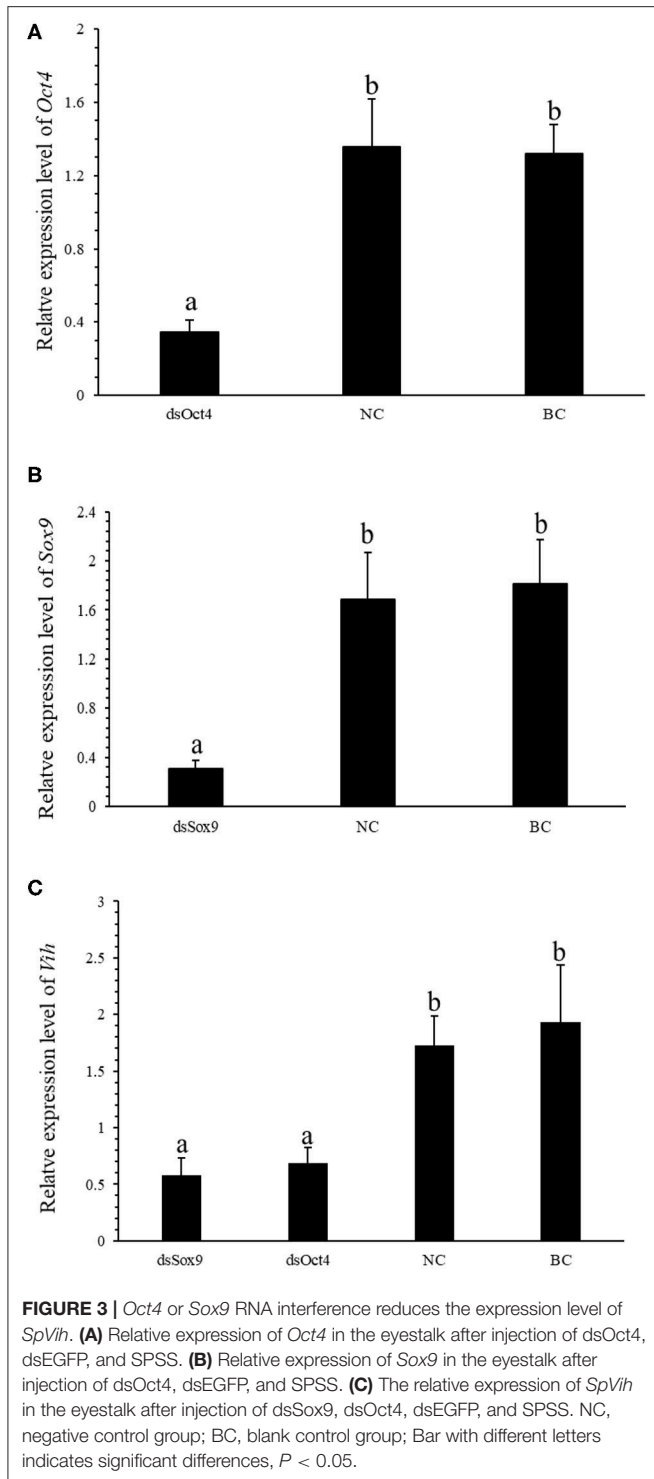 A
Relatve expression level of Oct4
2
1.6
1.2
0.8
0.4
0
a
b
b
dsOct4 NC BC
B
Relatve expression level of Sox9
2.4
2
1.6
1.2
0.8
0.4
0
a
b
b
dsSox9 NC BC
C
Relatve expression level of Vih
3
2.5
2
1.5
1
0.5
0
a
a
b
b
dsSox9 dsOct4 NC BC
FIGURE 3 | Oct4 or Sox9 RNA interference reduces the expression level of
SpVih. (A) Relative expression of Oct4 in the eyestalk after injection of dsOct4,
dsEGFP, and SPSS. (B) Relative expression of Sox9 in the eyestalk after
injection of dsOct4, dsEGFP, and SPSS. (C) The relative expression of SpVih
in the eyestalk after injection of dsSox9, dsOct4, dsEGFP, and SPSS. NC,
negative control group; BC, blank control group; Bar with different letters
indicates significant differences, P < 0.05.